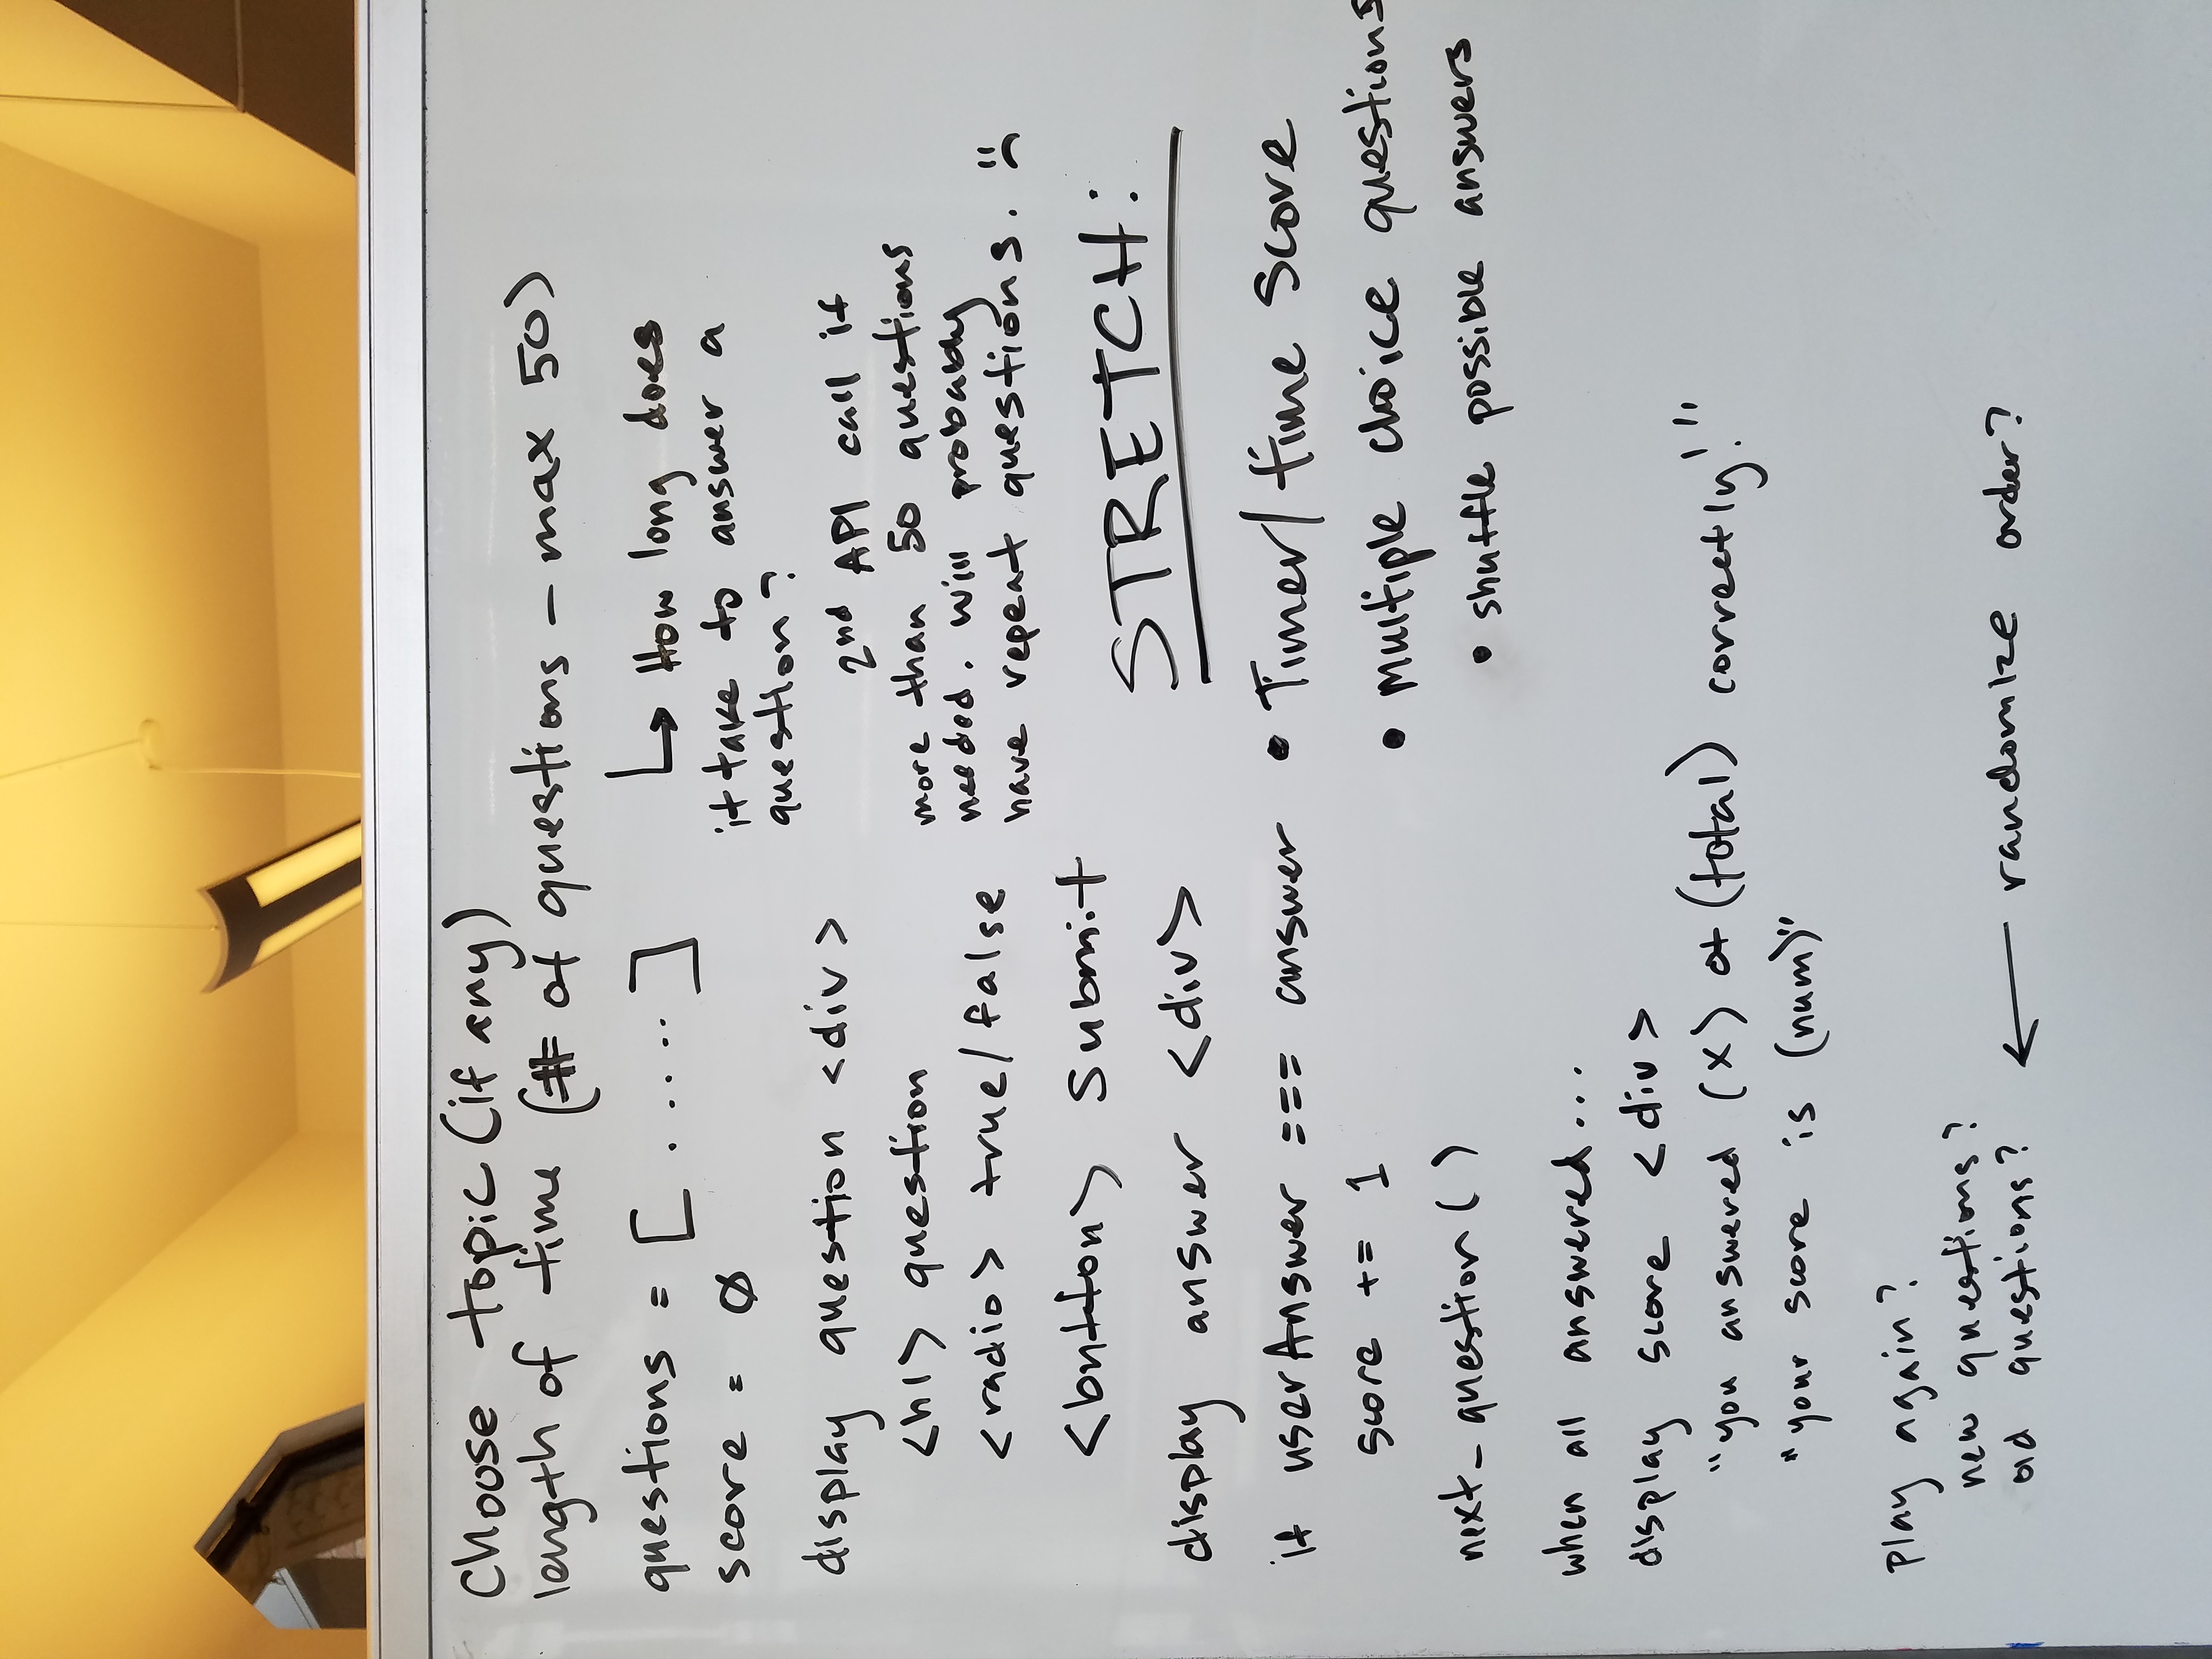 Choose topic (if any)
length of time (# of questions - max 50)
questions = [ ..... ]
score = Ø
↳ How long does
it take to answer a
question?
2nd API call if
more than 50 questions
needed. Will probably
have repeat questions. :(
display question <div>
<h1> question
<radio> true/false
<button> Submit
display answer <div>
if userAnswer === answer
score += 1
next_question()
STRETCH:
• Timer/time Score
• Multiple choice questions
• shuffle possible answers
when all answered...
display score <div>
"you answered (x) of (total) correctly!"
"your score is (num)"
Play again?
new questions?
old questions? ← randomize order?